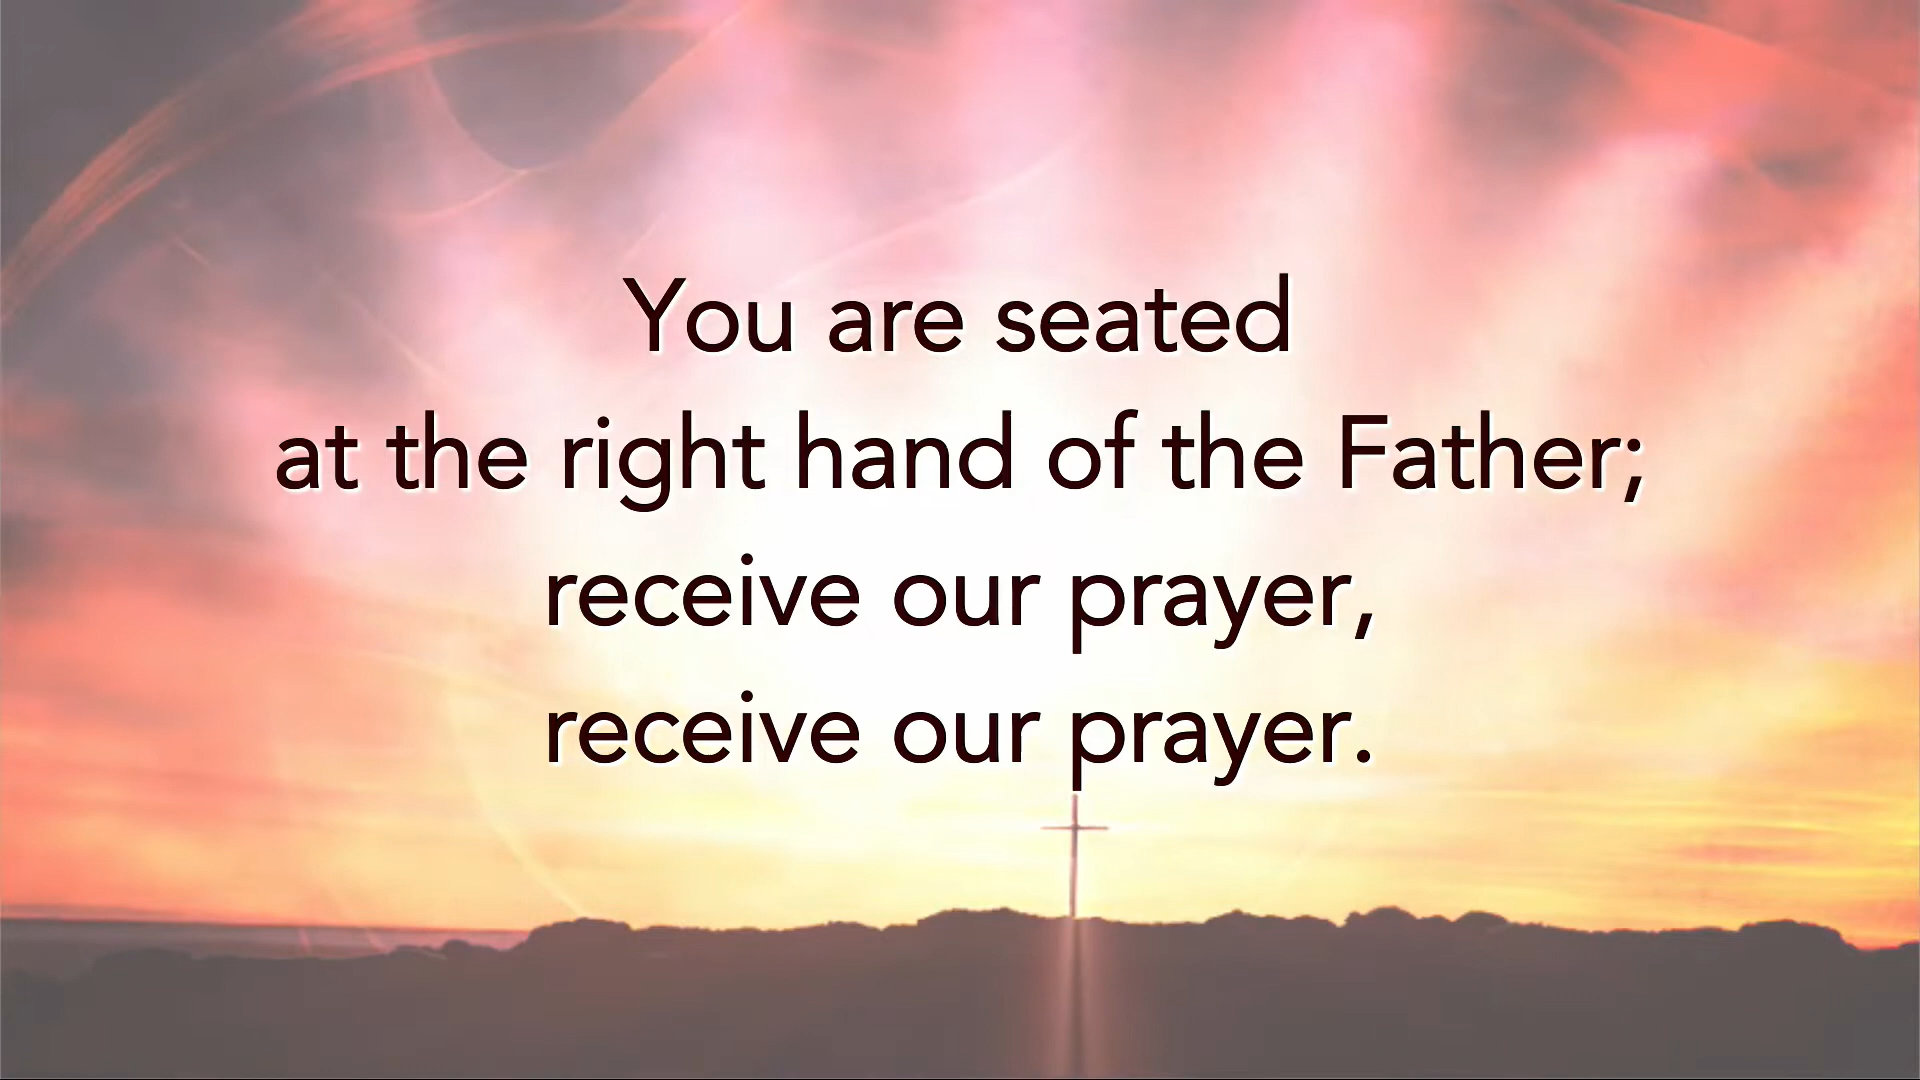 You are seated
at the right hand of the Father;
receive our prayer,
receive our prayer.